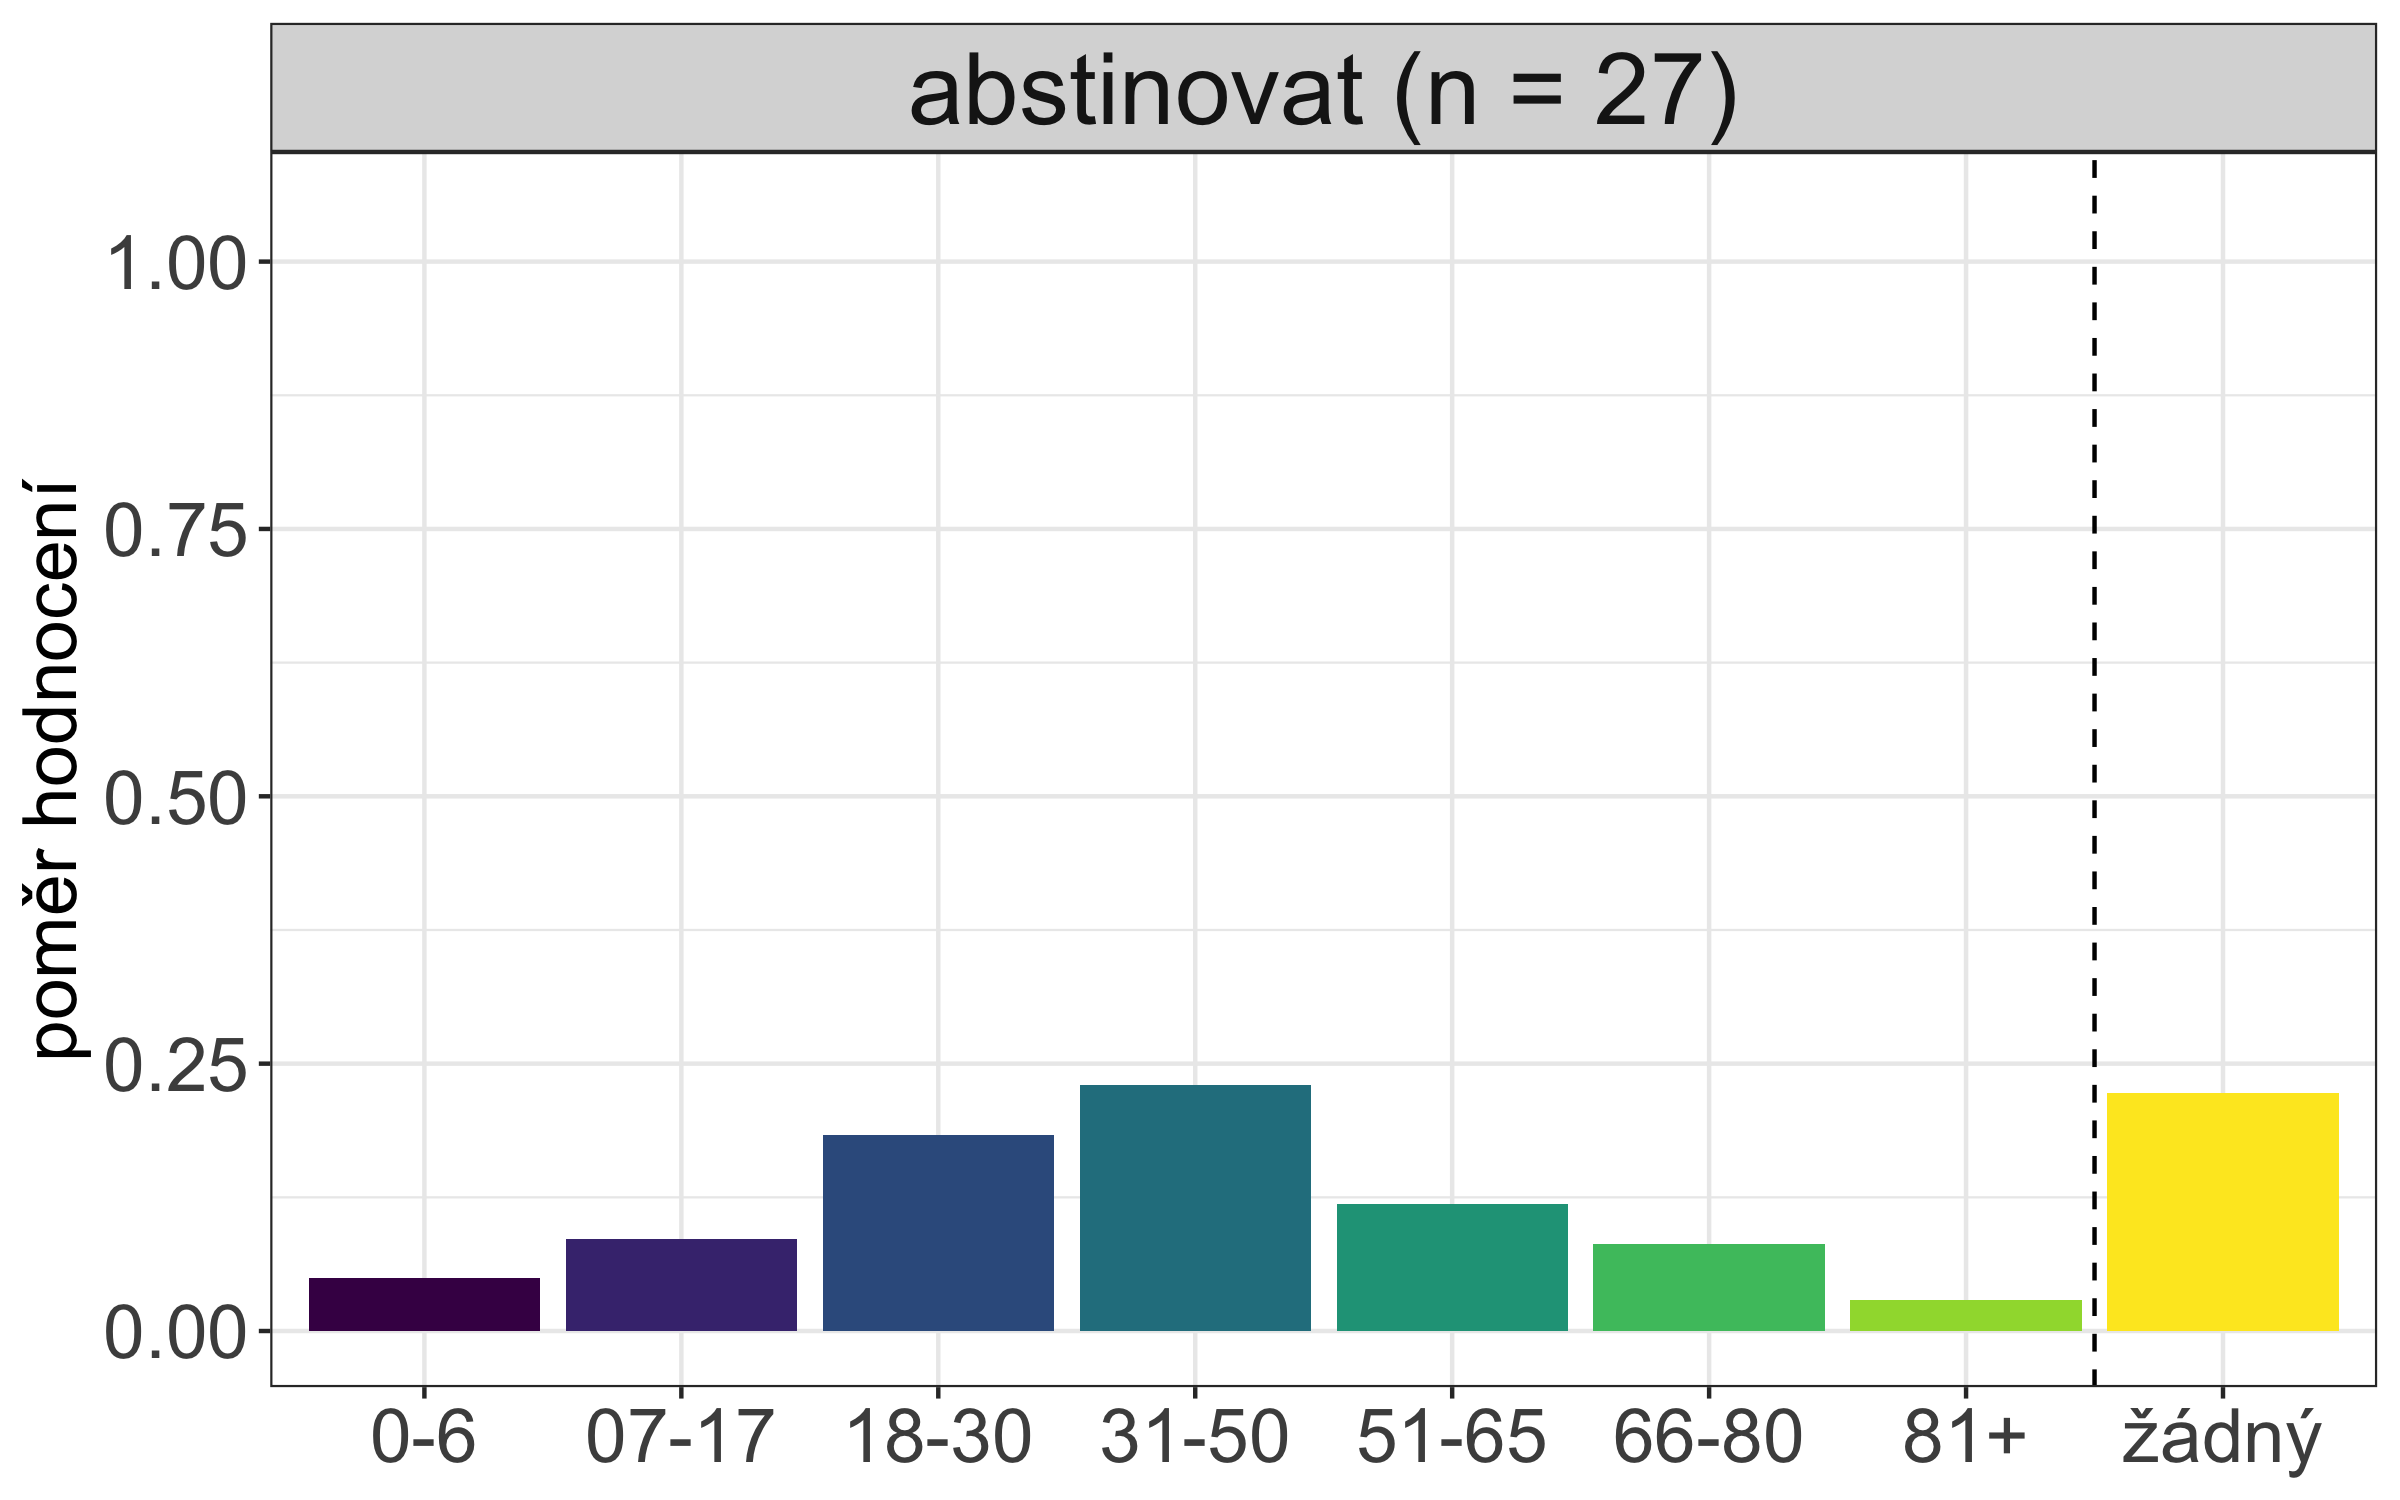 abstinovat (n = 27)
poměr hodnocení
1.00
0.75
0.50
0.25
0.00
0-6 07-17 18-30 31-50 51-65 66-80 81+ žádný